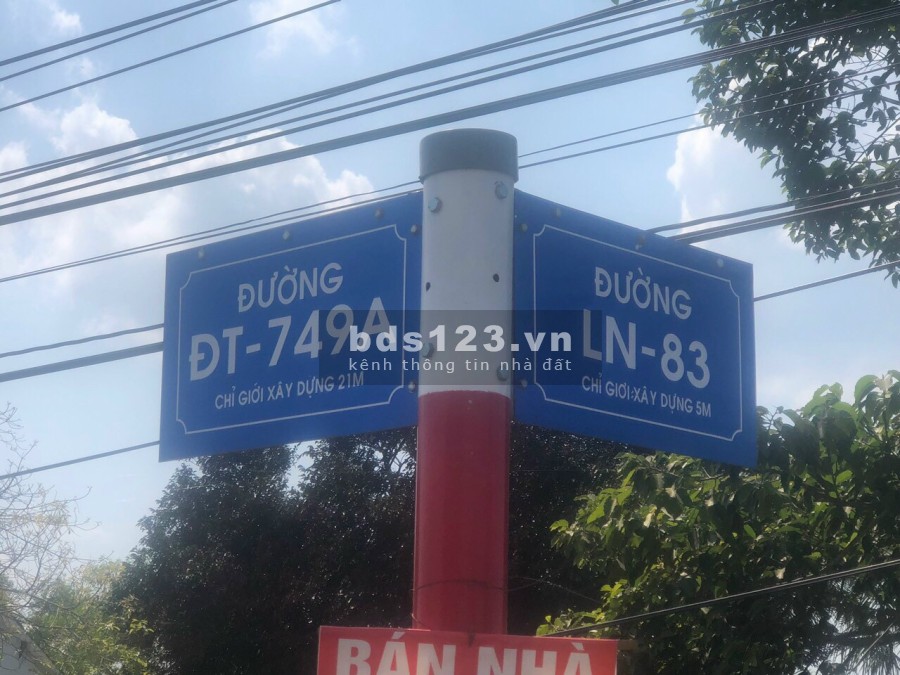 ĐƯỜNG
ĐT-749A
CHỈ GIỚI XÂY DỰNG 21M
ĐƯỜNG
LN-83
CHỈ GIỚI XÂY DỰNG 5M
bds123.vn
kênh thông tin nhà đất
BÁN NHÀ